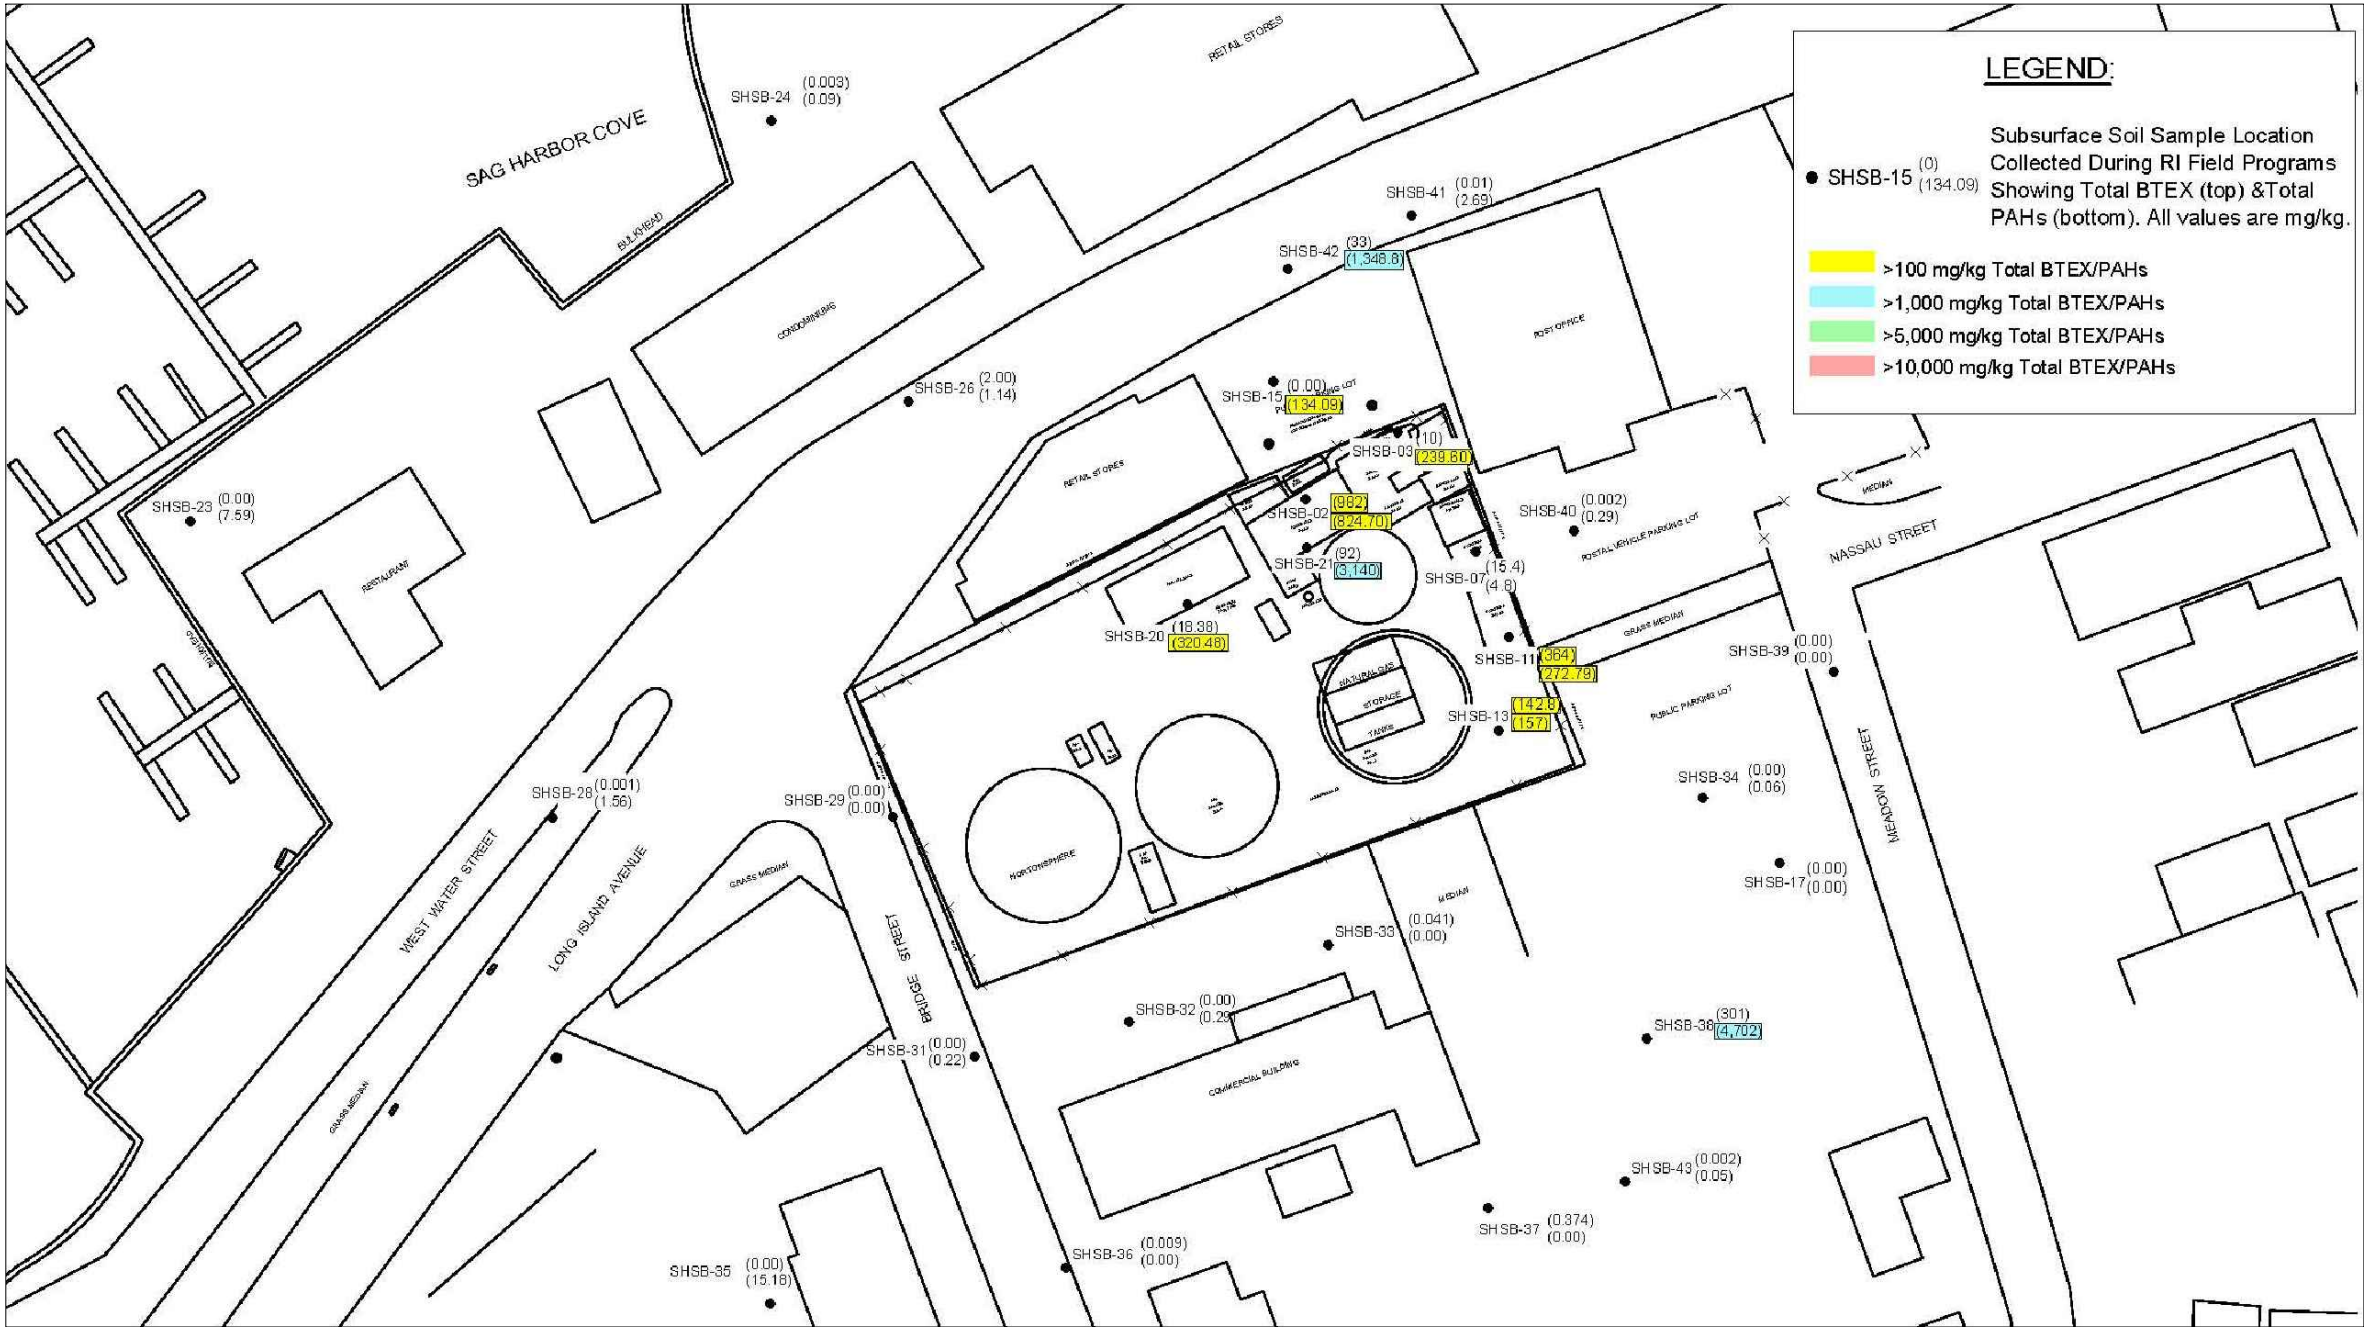 LEGEND:
SHSB-15 (0)
(134.09)
Subsurface Soil Sample Location
Collected During RI Field Programs
Showing Total BTEX (top) &Total
PAHs (bottom). All values are mg/kg.
>100 mg/kg Total BTEX/PAHs
>1,000 mg/kg Total BTEX/PAHs
>5,000 mg/kg Total BTEX/PAHs
>10,000 mg/kg Total BTEX/PAHs
RETAIL STORES
SHSB-24 (0.003)
(0.09)
SAG HARBOR COVE
BULKHEAD
SHSB-41 (0.01)
(2.69)
SHSB-42 (33)
(1,348.8)
CONDOMINIUMS
POST OFFICE
SHSB-26 (2.00)
(1.14)
SHSB-15 (0.00)
(134.09)
SHSB-03 (10)
(239.60)
RETAIL STORES
SHSB-23 (0.00)
(7.59)
SHSB-02 (982)
(824.70)
SHSB-40 (0.002)
(0.29)
POSTAL VEHICLE PARKING LOT
MEDIAN
NASSAU STREET
SHSB-21 (92)
(3,140)
SHSB-07 (15.4)
(4.8)
RESTAURANT
BULKHEAD
SHSB-20 (18.38)
(320.48)
GRASS MEDIAN
SHSB-11 (364)
(272.79)
SHSB-39 (0.00)
(0.00)
NATURAL GAS
STORAGE
TANKS
SHSB-13 (142.8)
(157)
PUBLIC PARKING LOT
SHSB-28 (0.001)
(1.56)
SHSB-29 (0.00)
(0.00)
SHSB-34 (0.00)
(0.06)
MEADOW STREET
HORTONSPHERE
GRASS MEDIAN
SHSB-17 (0.00)
(0.00)
WEST WATER STREET
LONG ISLAND AVENUE
MEDIAN
SHSB-33 (0.041)
(0.00)
BRIDGE STREET
SHSB-32 (0.00)
(0.29)
SHSB-38 (301)
(4,702)
SHSB-31 (0.00)
(0.22)
COMMERCIAL BUILDING
GRASS MEDIAN
SHSB-43 (0.002)
(0.05)
SHSB-37 (0.374)
(0.00)
SHSB-36 (0.009)
(0.00)
SHSB-35 (0.00)
(15.18)